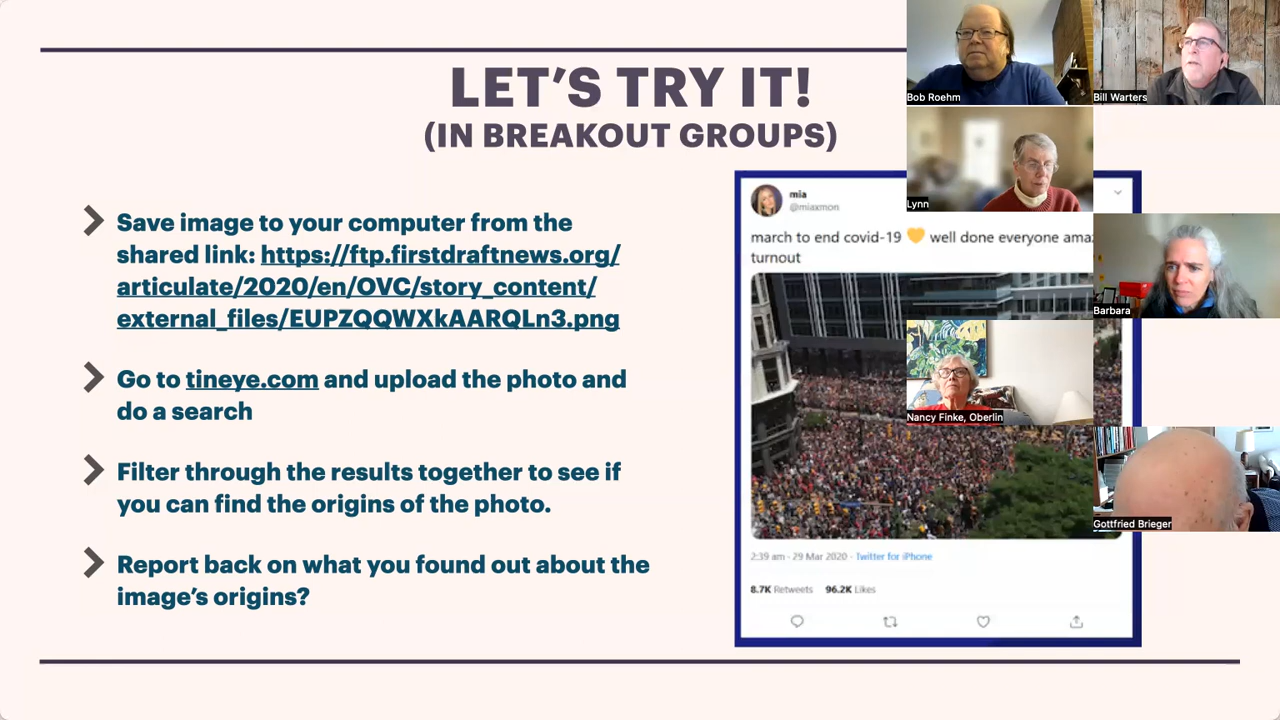 LET'S TRY IT!
(IN BREAKOUT GROUPS)
Save image to your computer from the
shared link: https://ftp.firstdraftnews.org/
articulate/2020/en/OVC/story_content/
external_files/EUPZQQWXkAARQLn3.png
Go to tineye.com and upload the photo and
do a search
Filter through the results together to see if
you can find the origins of the photo.
Report back on what you found out about the
image's origins?
mia
@miaxmon
march to end covid-19 🧡 well done everyone ama
turnout
2:39 am · 29 Mar 2020 · Twitter for iPhone
8.7K Retweets 96.2K Likes
Bob Roehm
Bill Warters
Lynn
Barbara
Nancy Finke, Oberlin
Gottfried Brieger